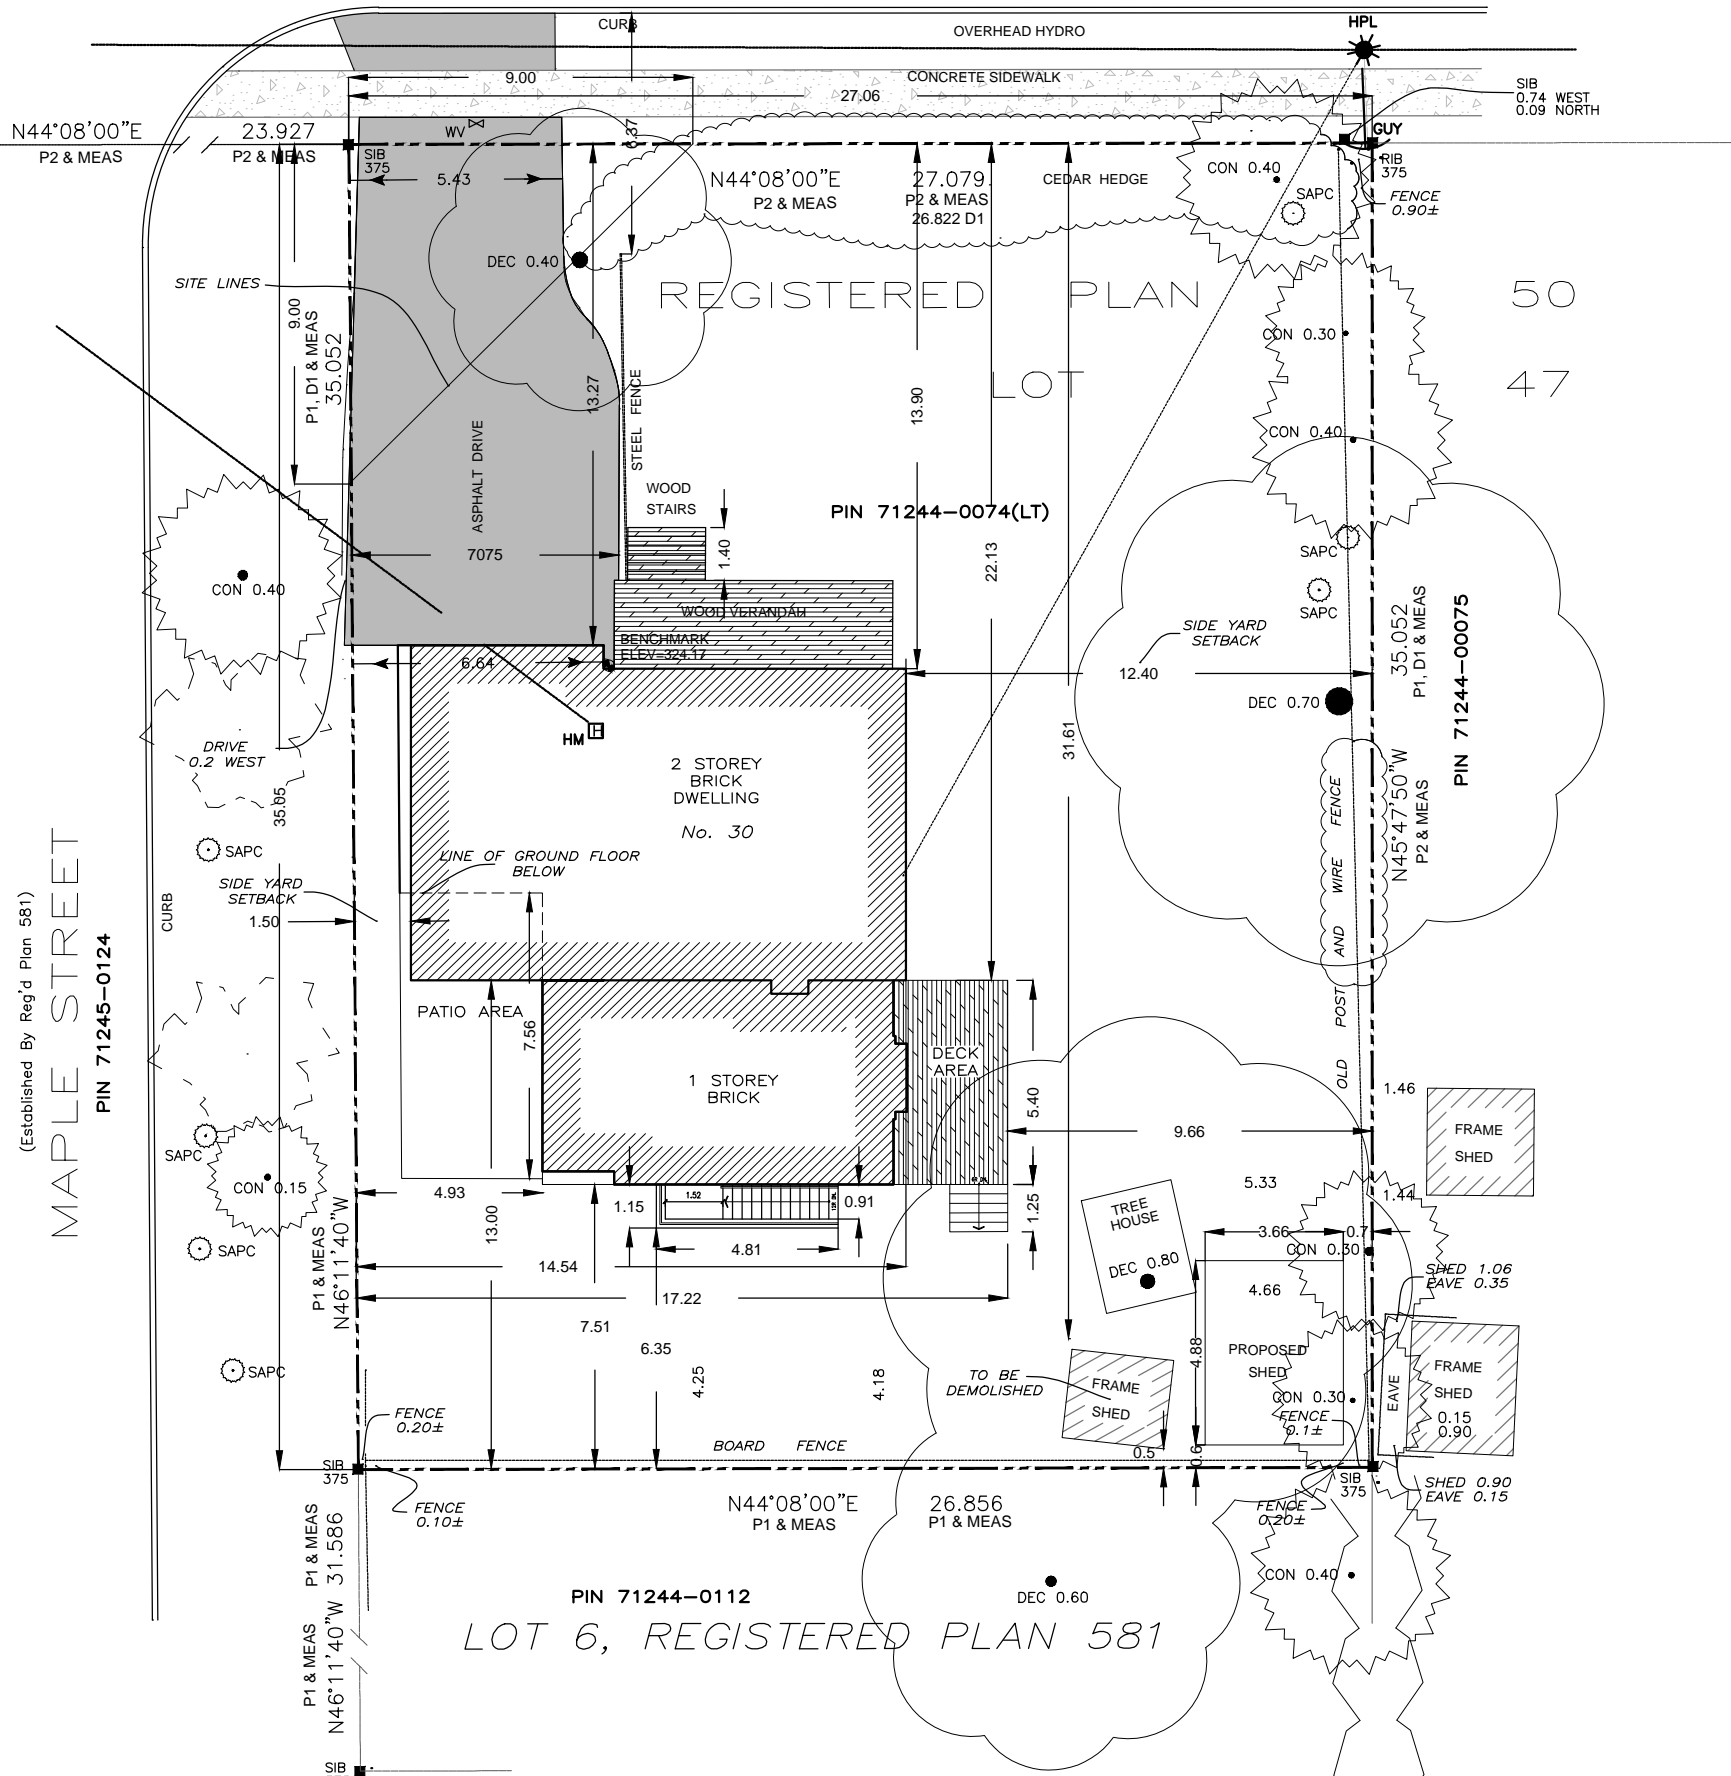 CURB
OVERHEAD HYDRO
HPL
9.00
CONCRETE SIDEWALK
27.06
SIB
0.74 WEST
0.09 NORTH
N44°08'00"E
P2 & MEAS
23.927
P2 & MEAS
WV
6.37
GUY
SIB
375
5.43
N44°08'00"E
P2 & MEAS
27.079
P2 & MEAS
26.822 D1
CEDAR HEDGE
CON 0.40
SAPC
RIB
375
FENCE
0.90±
DEC 0.40
SITE LINES
REGISTERED PLAN 50
9.00
P1, D1 & MEAS
35.052
CON 0.30
LOT 47
13.27
STEEL FENCE
13.90
ASPHALT DRIVE
CON 0.40
WOOD
STAIRS
PIN 71244-0074(LT)
7075
1.40
22.13
SAPC
CON 0.40
SAPC
WOOD VERANDAH
BENCHMARK
ELEV=324.17
SIDE YARD
SETBACK
35.052
P1, D1 & MEAS
PIN 71244-00075
6.64
12.40
DEC 0.70
HM
DRIVE
0.2 WEST
31.61
2 STOREY
BRICK
DWELLING
No. 30
35.05
N45°47'50"W
P2 & MEAS
OLD POST AND WIRE FENCE
SAPC
LINE OF GROUND FLOOR
BELOW
SIDE YARD
SETBACK
1.50
CURB
(Established By Reg'd Plan 581)
MAPLE STREET
PIN 71245-0124
PATIO AREA
7.56
DECK
AREA
1 STOREY
BRICK
5.40
1.46
FRAME
SHED
9.66
SAPC
CON 0.15
4.93
13.00
1.15
1.52
0.91
1.25
5.33
1.44
TREE
HOUSE
3.66
0.7
CON 0.30
4.81
SAPC
14.54
DEC 0.80
SHED 1.06
EAVE 0.35
P1 & MEAS
N46°11'40"W
17.22
4.66
7.51
6.35
4.25
4.18
4.88
PROPOSED
SHED
SAPC
TO BE
DEMOLISHED
FRAME
SHED
CON 0.30
EAVE
FRAME
SHED
0.15
0.90
FENCE
0.20±
FENCE
0.1±
BOARD FENCE
0.5
0.6
SIB
375
SIB
375
SHED 0.90
EAVE 0.15
FENCE
0.10±
N44°08'00"E
P1 & MEAS
26.856
P1 & MEAS
FENCE
0.20±
P1 & MEAS
31.586
CON 0.40
PIN 71244-0112
DEC 0.60
LOT 6, REGISTERED PLAN 581
P1 & MEAS
N46°11'40"W
SIB